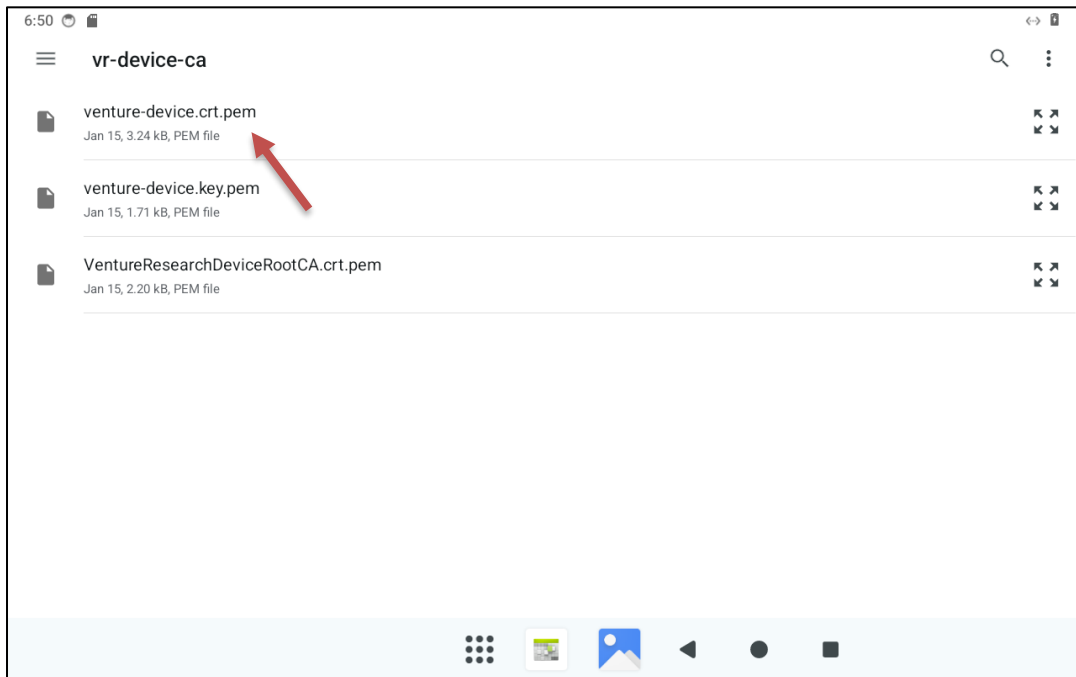 6:50
vr-device-ca
venture-device.crt.pem
Jan 15, 3.24 kB, PEM file
venture-device.key.pem
Jan 15, 1.71 kB, PEM file
VentureResearchDeviceRootCA.crt.pem
Jan 15, 2.20 kB, PEM file